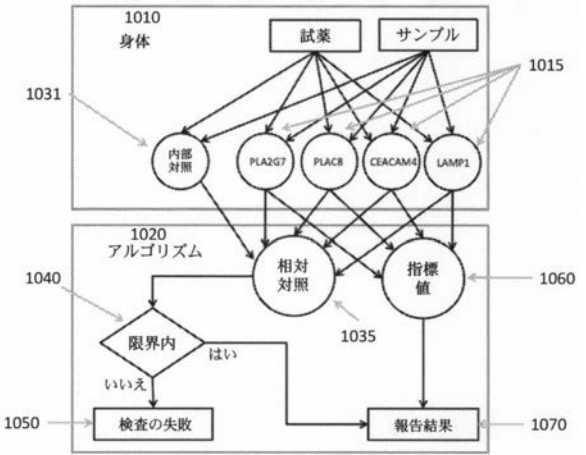 1010
身体
試薬
サンプル
1015
1031
内部
対照
PLA2G7
PLAC8
CEACAM4
LAMP1
1020
アルゴリズム
1040
相対
対照
指標
値
1060
限界内
はい
1035
いいえ
1050
検査の失敗
報告結果
1070